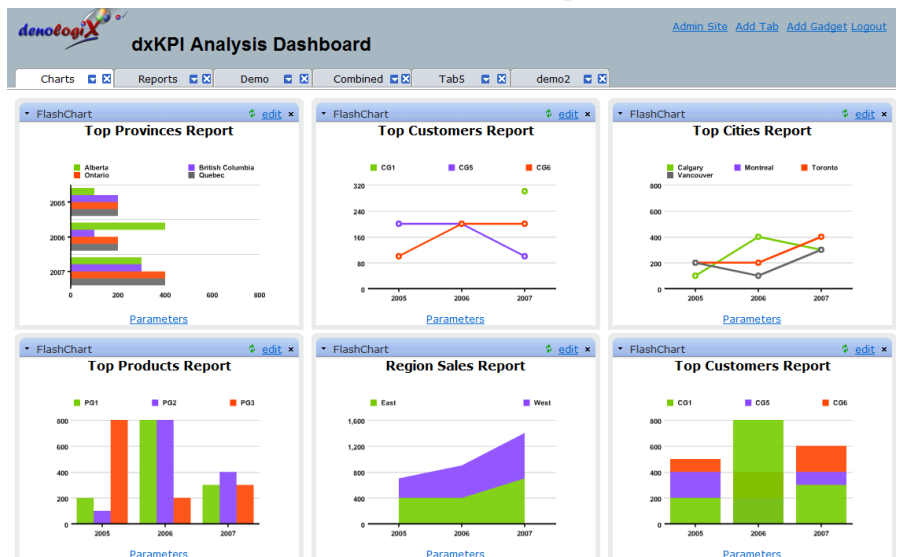 denologiX
dxKPI Analysis Dashboard
Admin Site Add Tab Add Gadget Logout
Charts Reports Demo Combined Tab5 demo2
FlashChart edit
Top Provinces Report
Alberta British Columbia
Ontario Quebec
2005
2006
2007
0 200 400 600 800
Parameters
FlashChart edit
Top Customers Report
CG1 CG5 CG6
320
240
160
80
0
2005 2006 2007
Parameters
FlashChart edit
Top Cities Report
Calgary Montreal Toronto
Vancouver
800
600
400
200
0
2005 2006 2007
Parameters
FlashChart edit
Top Products Report
PG1 PG2 PG3
800
600
400
200
0
2005 2006 2007
Parameters
FlashChart edit
Region Sales Report
East West
1,600
1,200
800
400
0
2005 2006 2007
Parameters
FlashChart edit
Top Customers Report
CG1 CG5 CG6
800
600
400
200
0
2005 2006 2007
Parameters